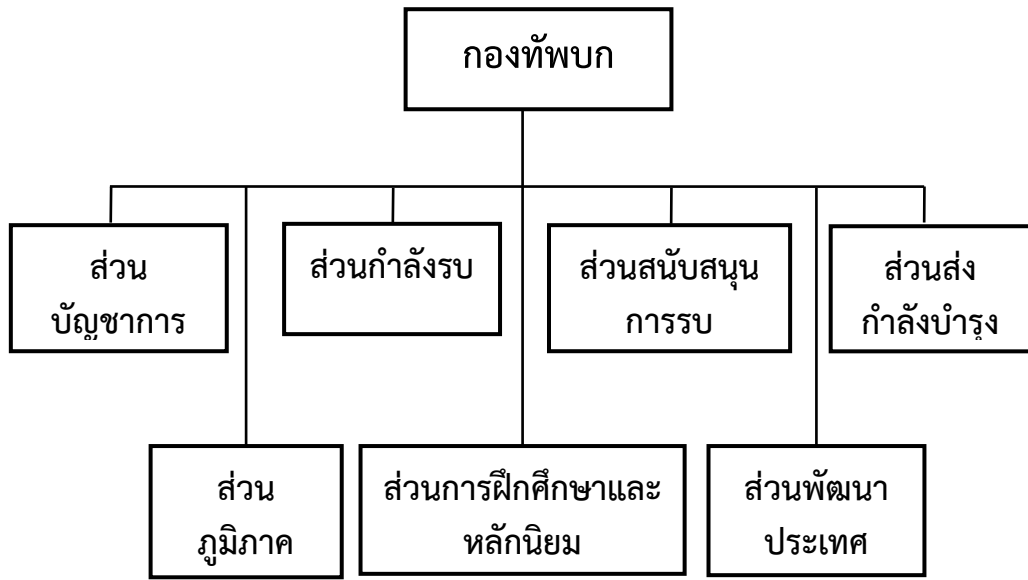 กองทัพบก
ส่วน
บัญชาการ
ส่วนกำลังรบ
ส่วนสนับสนุน
การรบ
ส่วนส่ง
กำลังบำรุง
ส่วน
ภูมิภาค
ส่วนการฝึกศึกษาและ
หลักนิยม
ส่วนพัฒนา
ประเทศ